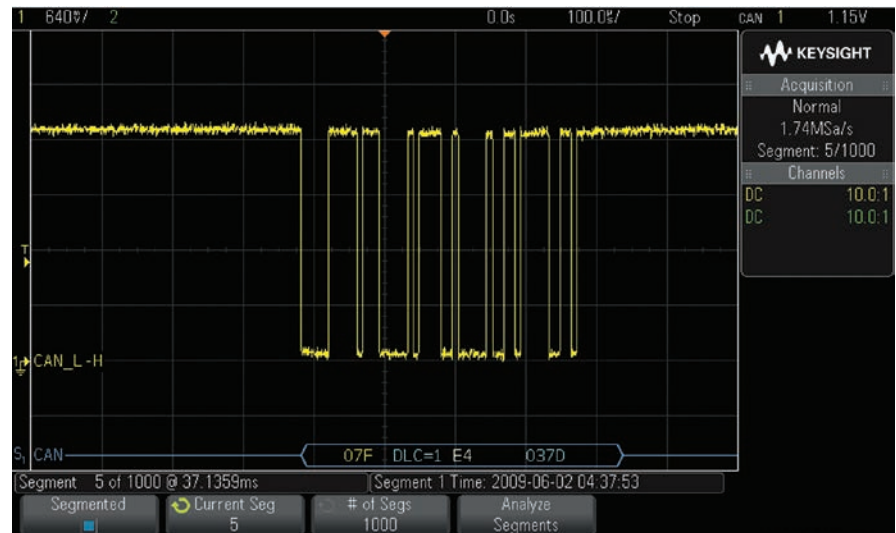 1 640♥/ 2 0.0s 100.0♥/ Stop CAN 1 1.15V
KEYSIGHT
Acquisition
Normal
1.74MSa/s
Segment: 5/1000
Channels
DC 10.0:1
DC 10.0:1
T
1 CAN_L-H
S1 CAN 07F DLC=1 E4 037D
Segment 5 of 1000 @ 37.1359ms Segment 1 Time: 2009-06-02 04:37:53
Segmented Current Seg # of Segs Analyze
5 1000 Segments